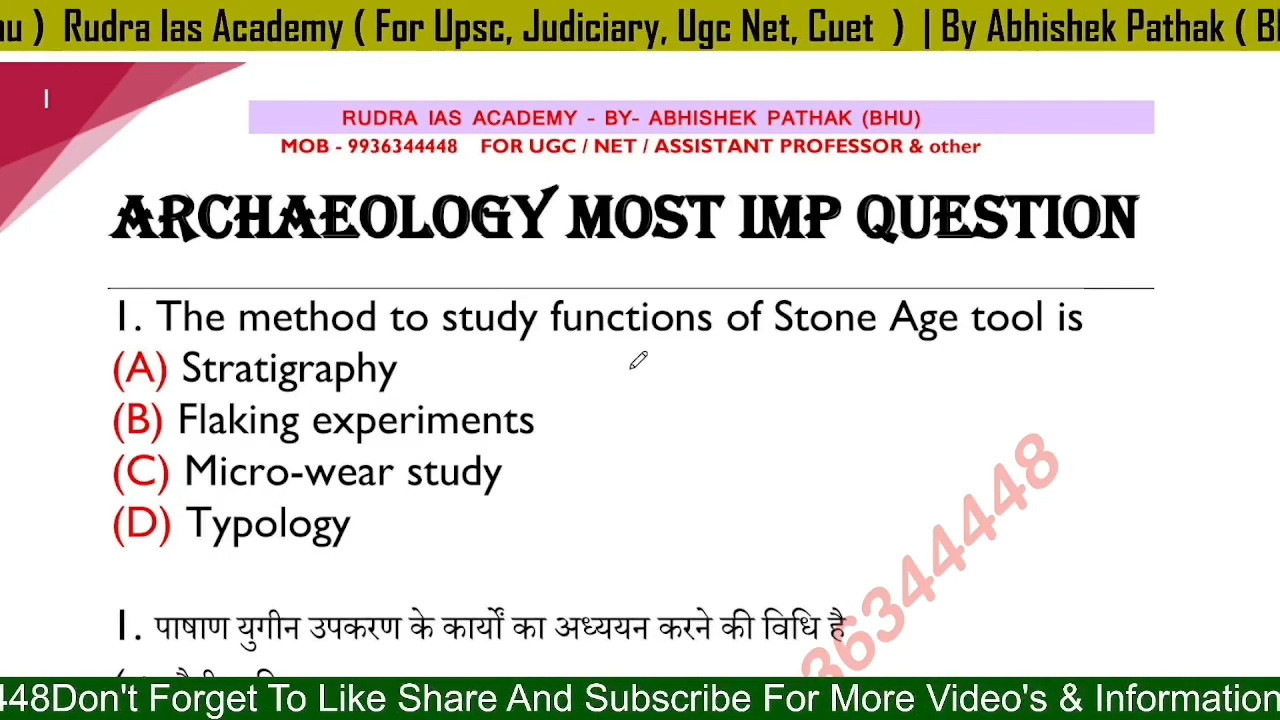 au ) Rudra Ias Academy ( For Upsc, Judiciary, Ugc Net, Cuet ) | By Abhishek Pathak ( B
1
RUDRA IAS ACADEMY - BY- ABHISHEK PATHAK (BHU)
MOB - 9936344448 FOR UGC / NET / ASSISTANT PROFESSOR & other
ARCHAEOLOGY MOST IMP QUESTION
1. The method to study functions of Stone Age tool is
(A) Stratigraphy
(B) Flaking experiments
(C) Micro-wear study
(D) Typology
36344448
1. पाषाण युगीन उपकरण के कार्यों का अध्ययन करने की विधि है
448Don't Forget To Like Share And Subscribe For More Video's & Information